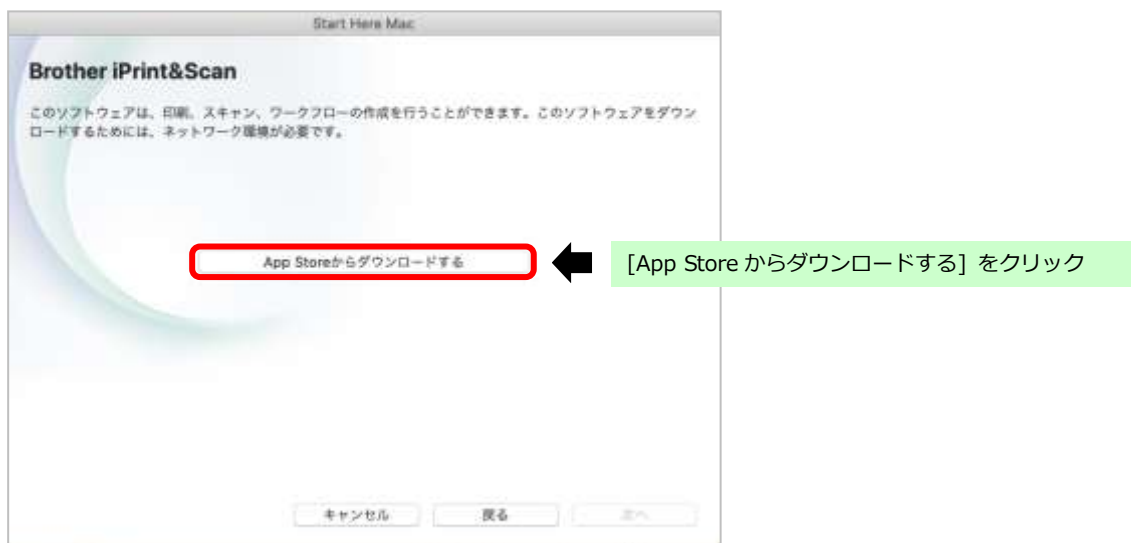 Start Here Mac
Brother iPrint&Scan
このソフトウェアは、印刷、スキャン、ワークフローの作成を行うことができます。このソフトウェアをダウン
ロードするためには、ネットワーク環境が必要です。
App Storeからダウンロードする
[App Store からダウンロードする] をクリック
キャンセル
戻る
次へ